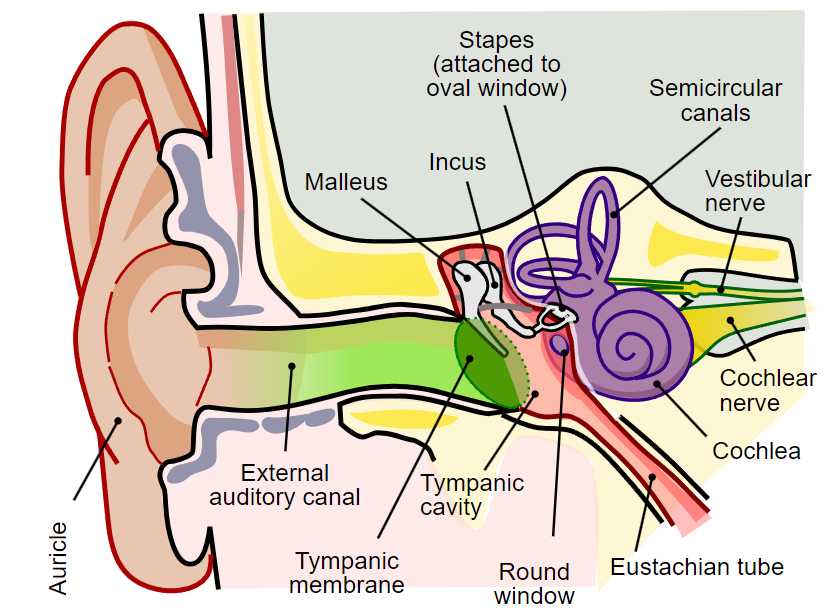 Stapes
(attached to
oval window)
Semicircular
canals
Incus
Malleus
Vestibular
nerve
Cochlear
nerve
Cochlea
External
auditory canal
Tympanic
cavity
Auricle
Tympanic
membrane
Round
window
Eustachian tube